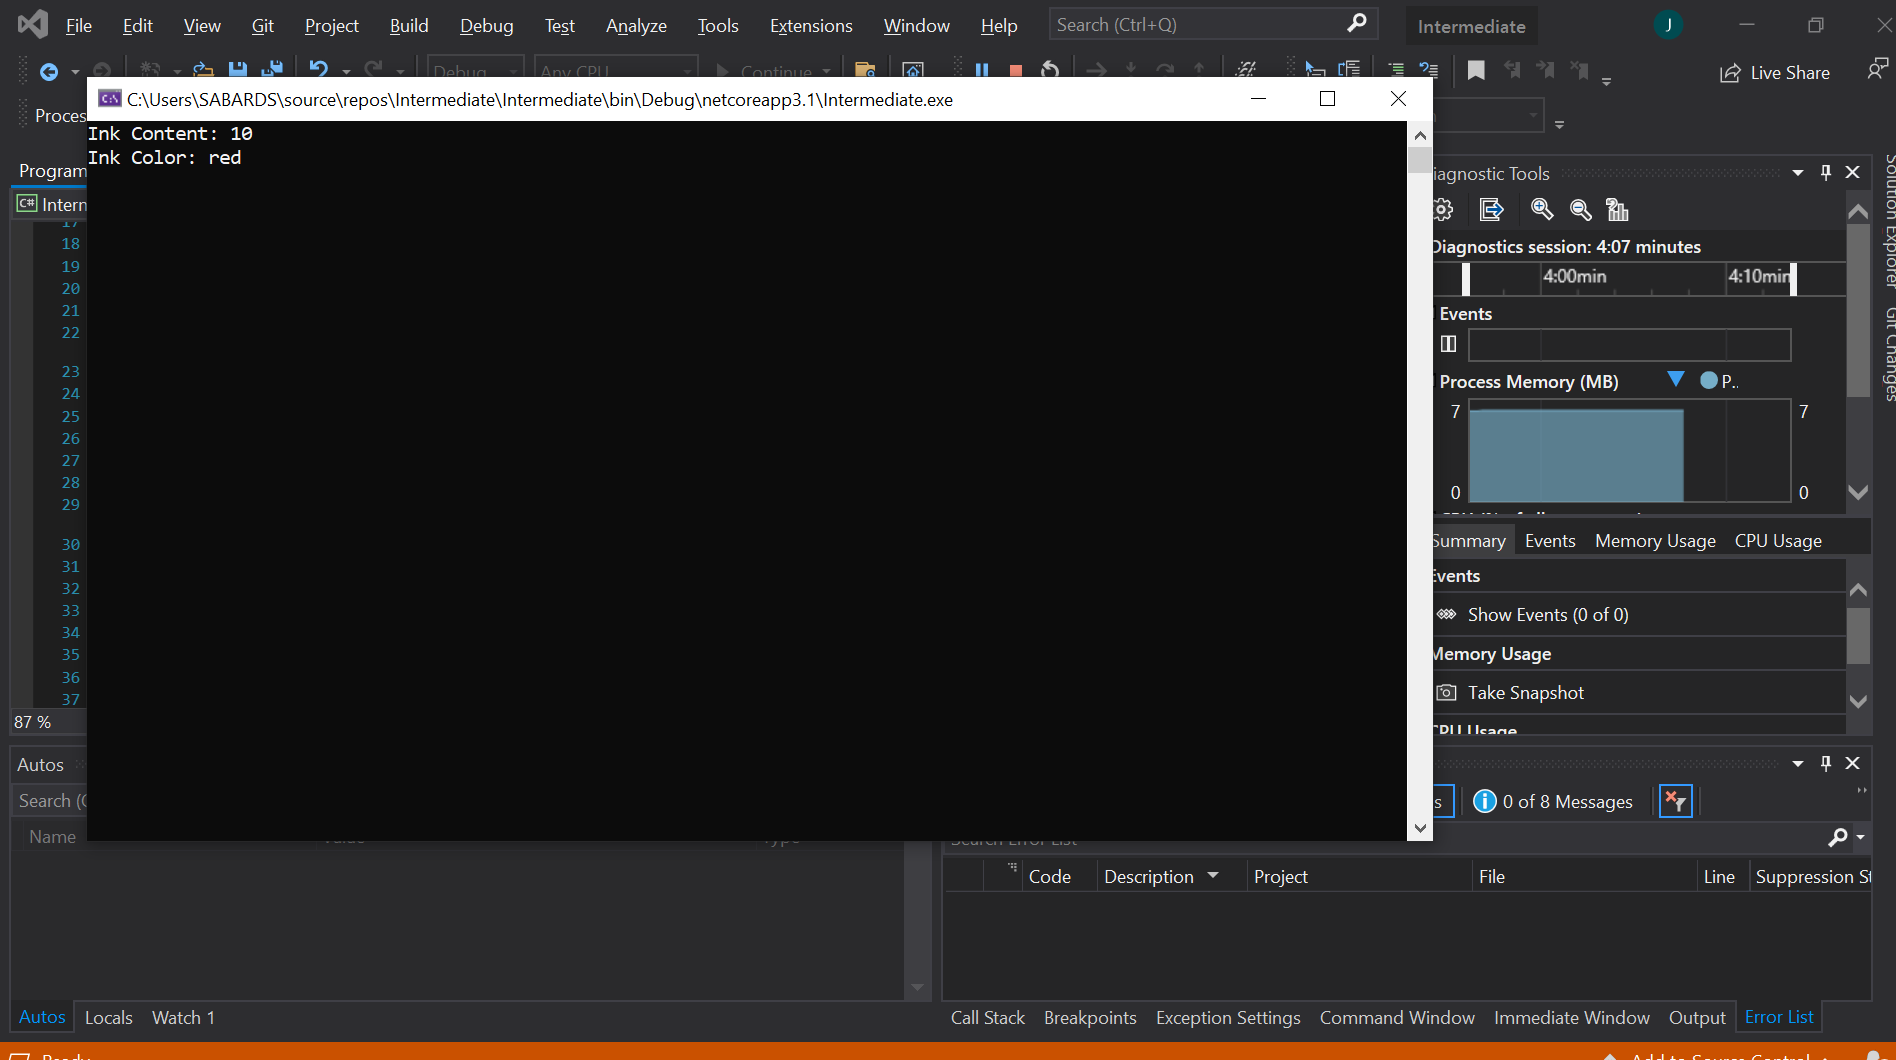 File Edit View Git Project Build Debug Test Analyze Tools Extensions Window Help Search (Ctrl+Q) Intermediate J
Debug Any CPU Continue Live Share
Proces
C:\Users\SABARDS\source\repos\Intermediate\Intermediate\bin\Debug\netcoreapp3.1\Intermediate.exe
Ink Content: 10
Ink Color: red
Program
C# Intern
17
18
19
20
21
22
23
24
25
26
27
28
29
30
31
32
33
34
35
36
37
87 %
iagnostic Tools
Diagnostics session: 4:07 minutes
4:00min 4:10min
Events
Process Memory (MB) P..
7 7
0 0
Summary Events Memory Usage CPU Usage
Events
Show Events (0 of 0)
Memory Usage
Take Snapshot
CPU Usage
Solution Explorer
Git Changes
Autos
Search (C
Name Value Type
s 0 of 8 Messages
Search Error List
Code Description Project File Line Suppression St
Autos Locals Watch 1
Call Stack Breakpoints Exception Settings Command Window Immediate Window Output Error List
Ready Add to Source Control